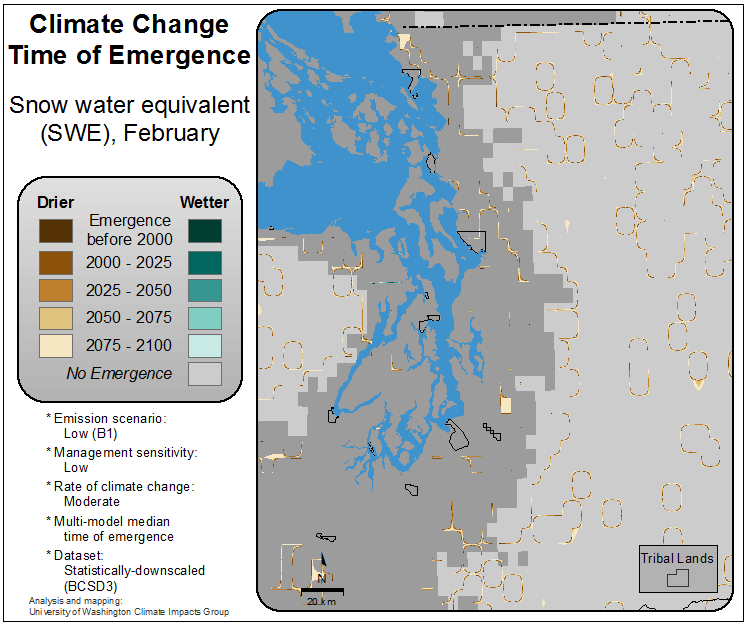 Climate Change
Time of Emergence
Snow water equivalent
(SWE), February
Drier
Wetter
Emergence
before 2000
2000 - 2025
2025 - 2050
2050 - 2075
2075 - 2100
No Emergence
* Emission scenario:
Low (B1)
* Management sensitivity:
Low
* Rate of climate change:
Moderate
* Multi-model median
time of emergence
* Dataset:
Statistically-downscaled
(BCSD3)
Analysis and mapping:
University of Washington Climate Impacts Group
N
20 km
Tribal Lands